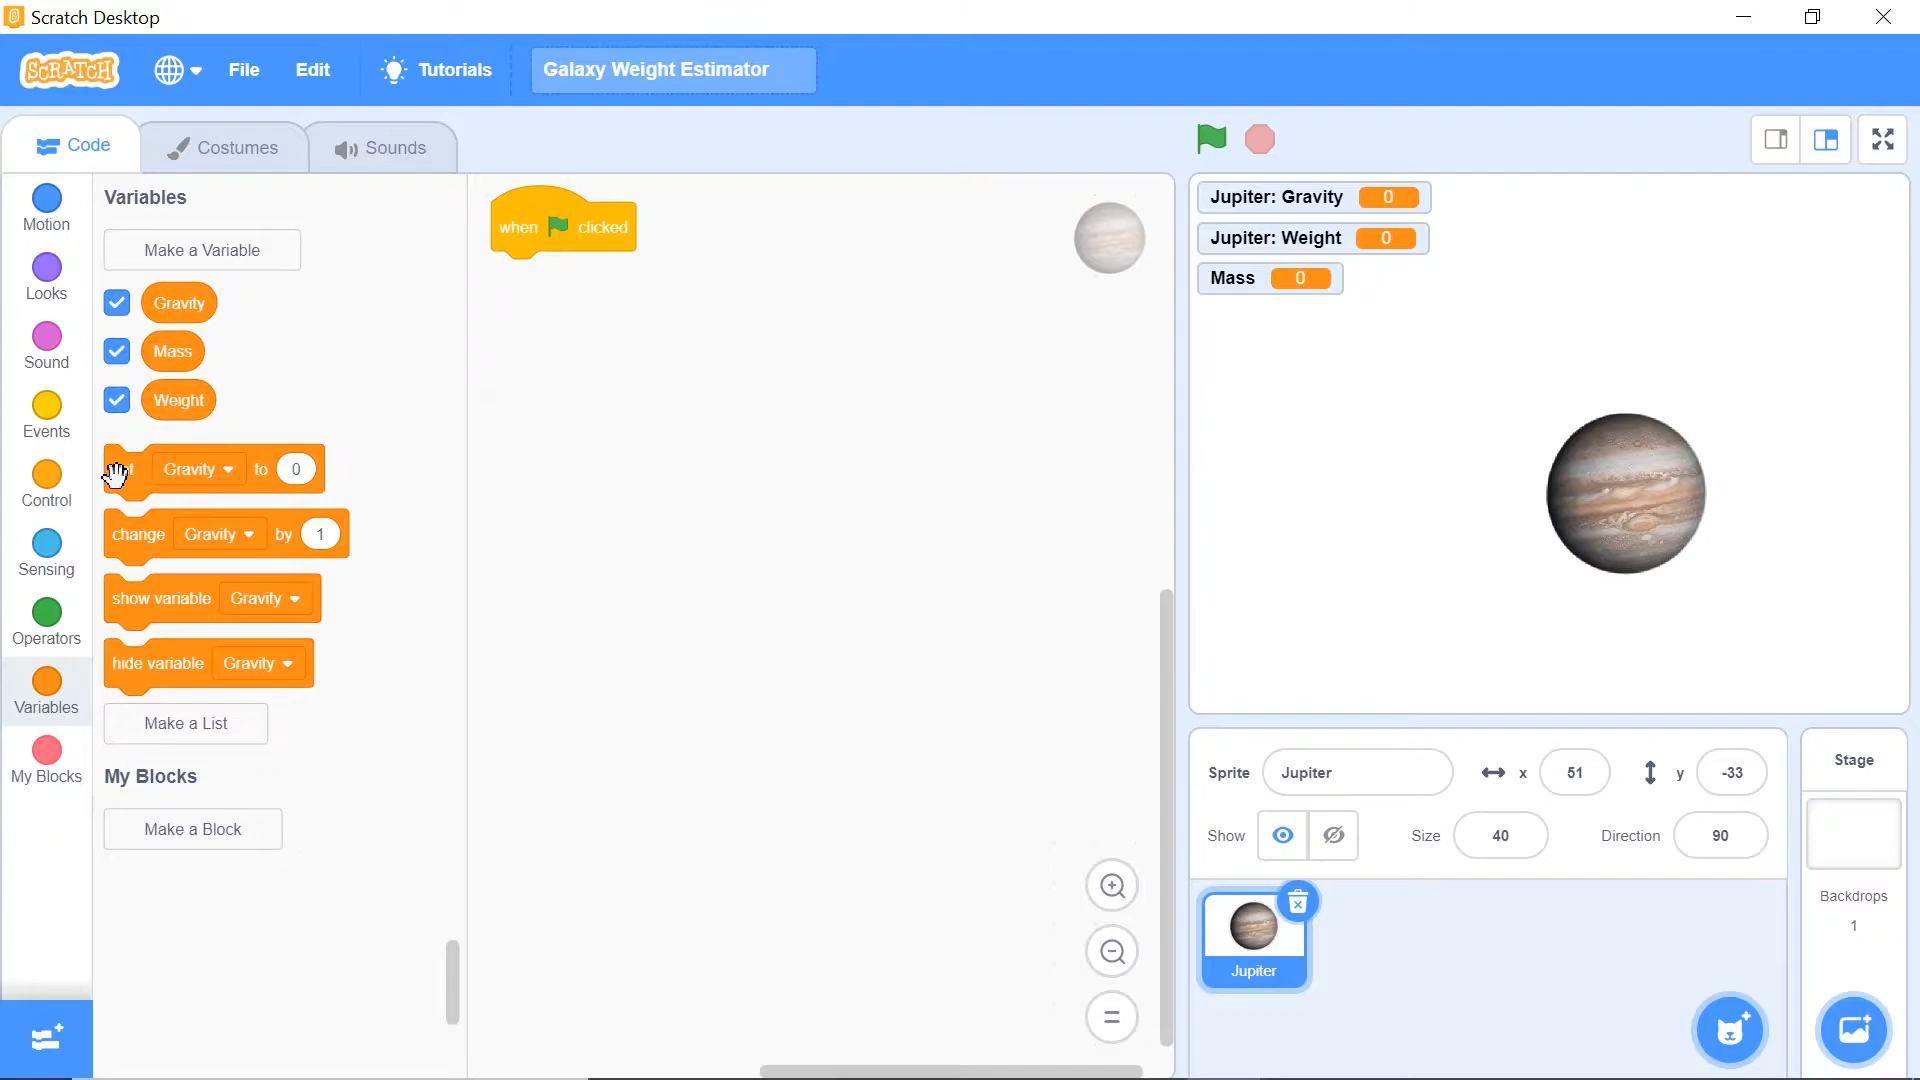 Scratch Desktop
SCRATCH
File
Edit
Tutorials
Galaxy Weight Estimator
Code
Costumes
Sounds
Motion
Looks
Sound
Events
Control
Sensing
Operators
Variables
My Blocks
Variables
Make a Variable
Gravity
Mass
Weight
Gravity to 0
change Gravity by 1
show variable Gravity
hide variable Gravity
Make a List
My Blocks
Make a Block
when clicked
Jupiter: Gravity 0
Jupiter: Weight 0
Mass 0
Sprite Jupiter x 51 y -33
Show Size 40 Direction 90
Jupiter
Stage
Backdrops
1